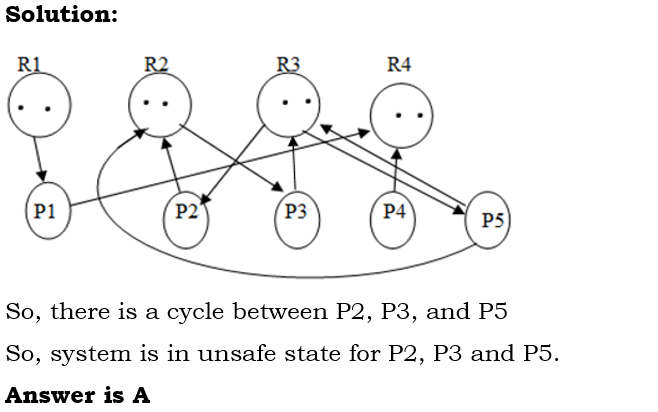 Solution:
R1 R2 R3 R4
P1 P2 P3 P4 P5
So, there is a cycle between P2, P3, and P5
So, system is in unsafe state for P2, P3 and P5.
Answer is A